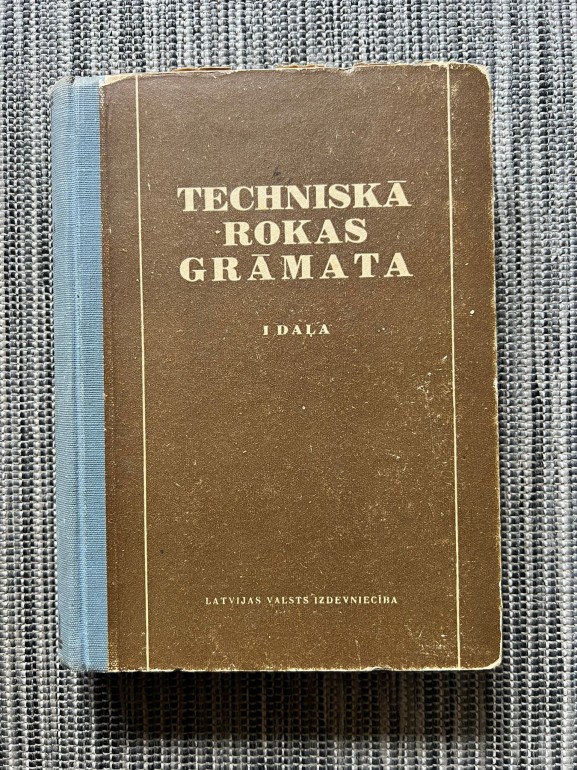 TECHNISKĀ
ROKAS
GRĀMATA
I DAĻA
LATVIJAS VALSTS IZDEVNIECĪBA